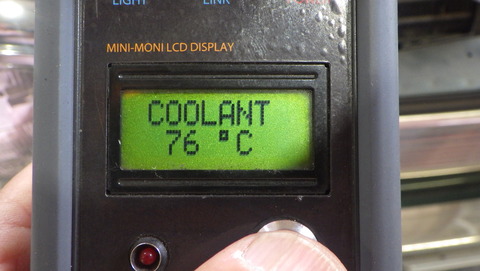 LIGHT LINK
MINI-MONI LCD DISPLAY
COOLANT
76 °C